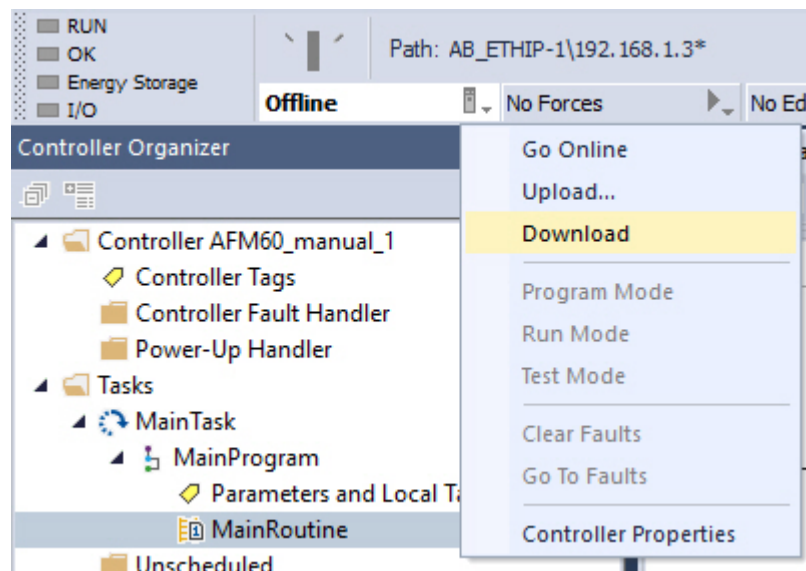 RUN
OK
Energy Storage
I/O
Path: AB_ETHIP-1\192.168.1.3*
Offline
No Forces
No Ed
Controller Organizer
Go Online
Upload...
Download
Program Mode
Run Mode
Test Mode
Clear Faults
Go To Faults
Controller Properties
Controller AFM60_manual_1
Controller Tags
Controller Fault Handler
Power-Up Handler
Tasks
MainTask
MainProgram
Parameters and Local Ta
MainRoutine
Unscheduled